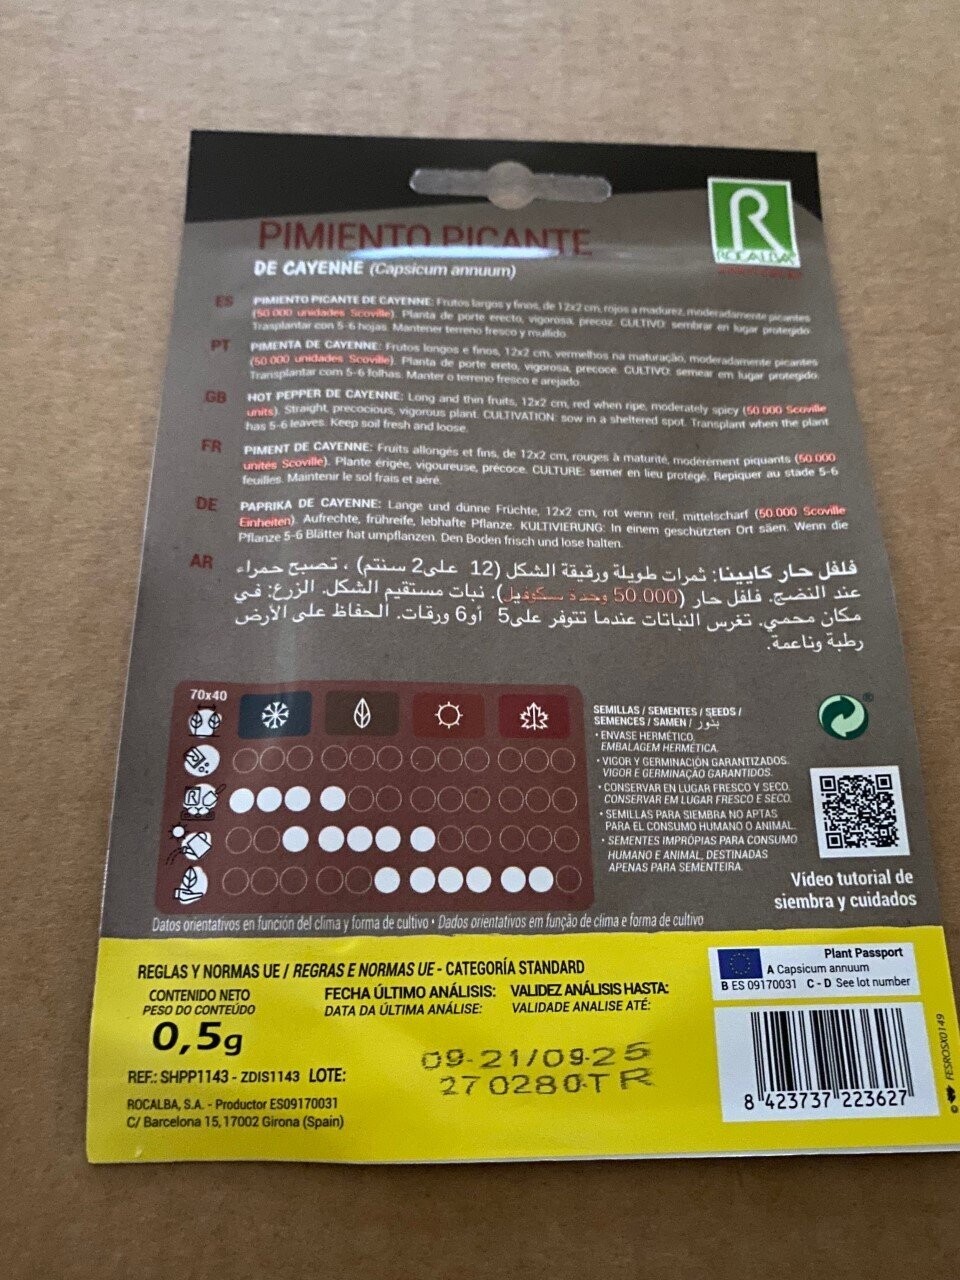 PIMIENTO PICANTE
DE CAYENNE (Capsicum annuum)
R
ROCALBA
ES PIMIENTO PICANTE DE CAYENNE: Frutos largos y finos, de 12x2 cm, rojos a madurez, moderadamente picantes
(50 000 unidades Scoville). Planta de porte erecto, vigorosa, precoz. CULTIVO: sembrar en lugar protegido.
Trasplantar con 5-6 hojas. Mantener terreno fresco y mullido.
PT PIMENTA DE CAYENNE: Frutos longos e finos, 12x2 cm, vermelhos na maturação, moderadamente picantes
(50 000 unidades Scoville). Planta de porte ereto, vigorosa, precoce. CULTIVO: semear em lugar protegido.
Transplantar com 5-6 folhas. Manter o terreno fresco e arejado.
GB HOT PEPPER DE CAYENNE: Long and thin fruits, 12x2 cm, red when ripe, moderately spicy (50 000 Scoville
units). Straight, precocious, vigorous plant. CULTIVATION: sow in a sheltered spot. Transplant when the plant
has 5-6 leaves. Keep soil fresh and loose.
FR PIMENT DE CAYENNE: Fruits allongés et fins, de 12x2 cm, rouges à maturité, modérément piquants (50 000
unités Scoville). Plante érigée, vigoureuse, précoce. CULTURE: semer en lieu protégé. Repiquer au stade 5-6
feuilles. Maintenir le sol frais et aéré.
DE PAPRIKA DE CAYENNE: Lange und dünne Früchte, 12x2 cm, rot wenn reif, mittelscharf (50 000 Scoville
Einheiten). Aufrechte, frühreife, lebhafte Pflanze. KULTIVIERUNG: In einem geschützten Ort säen. Wenn die
Pflanze 5-6 Blätter hat umpflanzen. Den Boden frisch und lose halten.
AR فلفل حار كايينا: ثمرات طويلة ورقيقة الشكل (12 على2 سنتم) ، تصبح حمراء
عند النضج. فلفل حار (50.000 وحدة سكوفيل). نبات مستقيم الشكل. الزرع: في
مكان محمي. تغرس النباتات عندما تتوفر على5 أو6 ورقات. الحفاظ على الأرض
رطبة وناعمة.
70x40
SEMILLAS / SEMENTES / SEEDS /
SEMENCES / SAMEN / بذور
• ENVASE HERMÉTICO.
EMBALAGEM HERMÉTICA.
• VIGOR Y GERMINACIÓN GARANTIZADOS.
VIGOR E GERMINAÇÃO GARANTIDOS.
• CONSERVAR EN LUGAR FRESCO Y SECO.
CONSERVAR EM LUGAR FRESCO E SECO.
• SEMILLAS PARA SIEMBRA NO APTAS
PARA EL CONSUMO HUMANO O ANIMAL.
• SEMENTES IMPRÓPIAS PARA CONSUMO
HUMANO E ANIMAL, DESTINADAS
APENAS PARA SEMENTEIRA.
®
Vídeo tutorial de
siembra y cuidados
Datos orientativos en función del clima y forma de cultivo • Dados orientativos em função de clima e forma de cultivo
REGLAS Y NORMAS UE / REGRAS E NORMAS UE - CATEGORÍA STANDARD
CONTENIDO NETO
PESO DO CONTEÚDO
0,5g
FECHA ÚLTIMO ANÁLISIS:
DATA DA ÚLTIMA ANÁLISE:
VALIDEZ ANÁLISIS HASTA:
VALIDADE ANALISE ATÉ:
09-21/09-25
270280TR
REF.: SHPP1143 - ZDIS1143 LOTE:
ROCALBA, S.A. - Productor ES09170031
C/ Barcelona 15, 17002 Girona (Spain)
Plant Passport
A Capsicum annuum
B ES 09170031 C - D See lot number
8 423737 223627
FESROSX0149